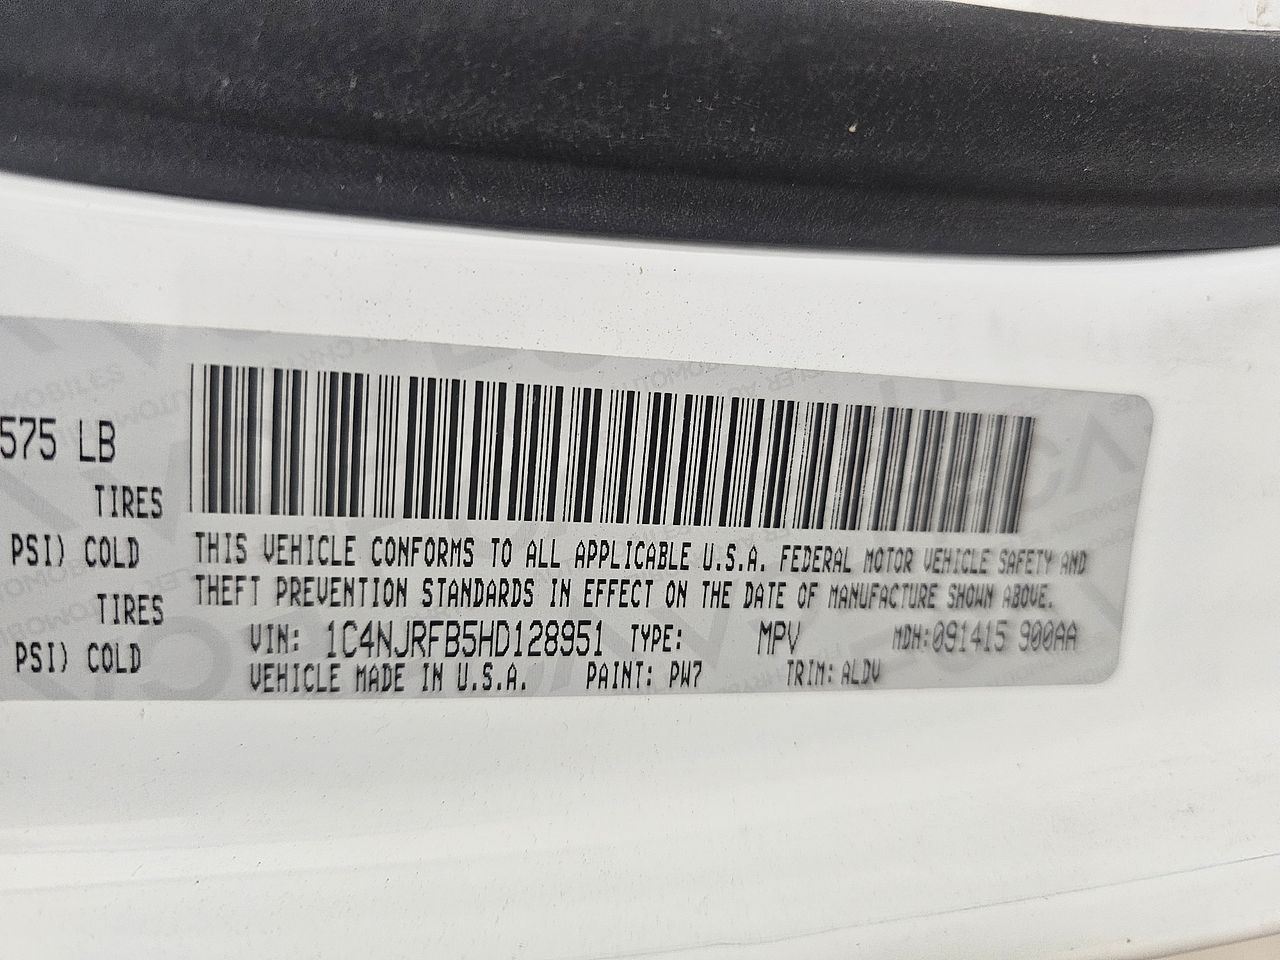 575 LB
TIRES
PSI) COLD
TIRES
PSI) COLD
THIS VEHICLE CONFORMS TO ALL APPLICABLE U.S.A. FEDERAL MOTOR VEHICLE SAFETY AND
THEFT PREVENTION STANDARDS IN EFFECT ON THE DATE OF MANUFACTURE SHOWN ABOVE.
VIN: 1C4NJRFB5HD128951 TYPE: MPV MDH:091415 900AA
VEHICLE MADE IN U.S.A. PAINT: PW7 TRIM: ALDV